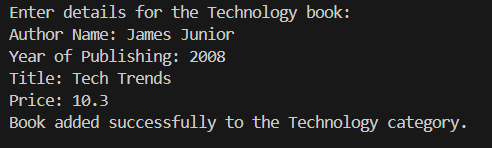 Enter details for the Technology book:
Author Name: James Junior
Year of Publishing: 2008
Title: Tech Trends
Price: 10.3
Book added successfully to the Technology category.